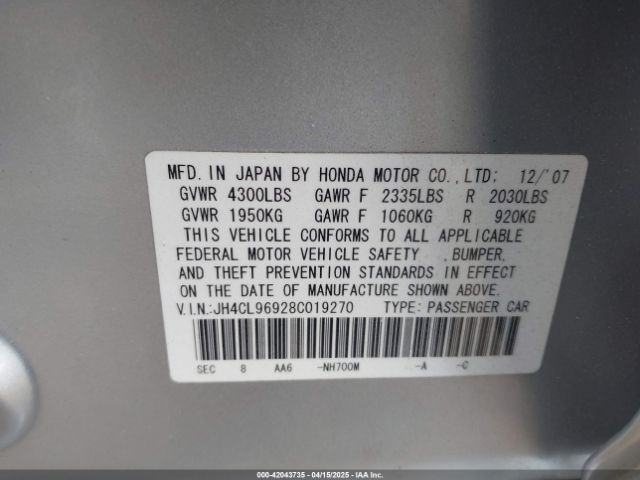 MFD. IN JAPAN BY HONDA MOTOR CO.,LTD; 12/'07
GVWR 4300LBS GAWR F 2335LBS R 2030LBS
GVWR 1950KG GAWR F 1060KG R 920KG
THIS VEHICLE CONFORMS TO ALL APPLICABLE
FEDERAL MOTOR VEHICLE SAFETY ,BUMPER,
AND THEFT PREVENTION STANDARDS IN EFFECT
ON THE DATE OF MANUFACTURE SHOWN ABOVE.
V.I.N.:JH4CL96928C019270 TYPE: PASSENGER CAR
SEC 8 AA6 -NH700M -A -C
000-42043735 - 04/15/2025 - IAA Inc.